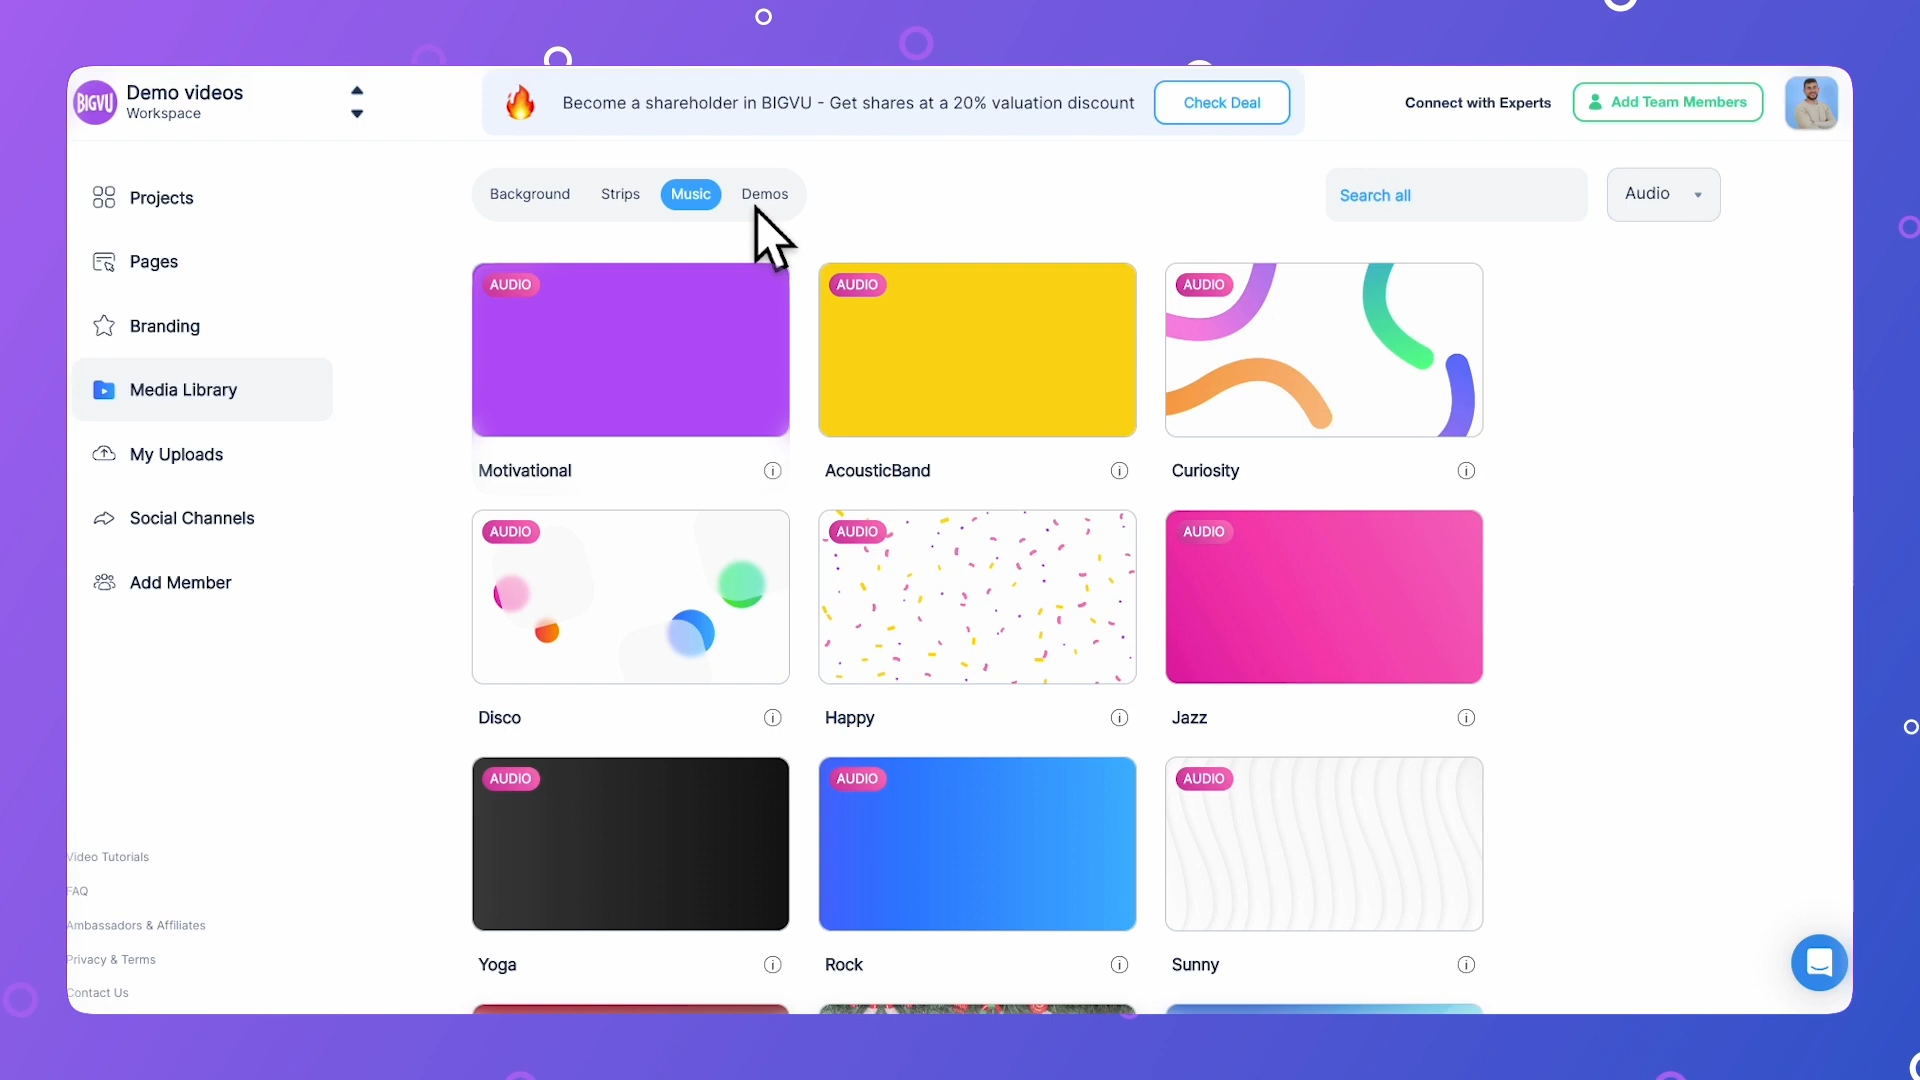 BIGVU
Demo videos
Workspace
Become a shareholder in BIGVU - Get shares at a 20% valuation discount
Check Deal
Connect with Experts
Add Team Members
Projects
Pages
Branding
Media Library
My Uploads
Social Channels
Add Member
Video Tutorials
FAQ
Ambassadors & Affiliates
Privacy & Terms
Contact Us
Background
Strips
Music
Demos
Search all
Audio
AUDIO
AUDIO
AUDIO
Motivational
AcousticBand
Curiosity
AUDIO
AUDIO
AUDIO
Disco
Happy
Jazz
AUDIO
AUDIO
AUDIO
Yoga
Rock
Sunny